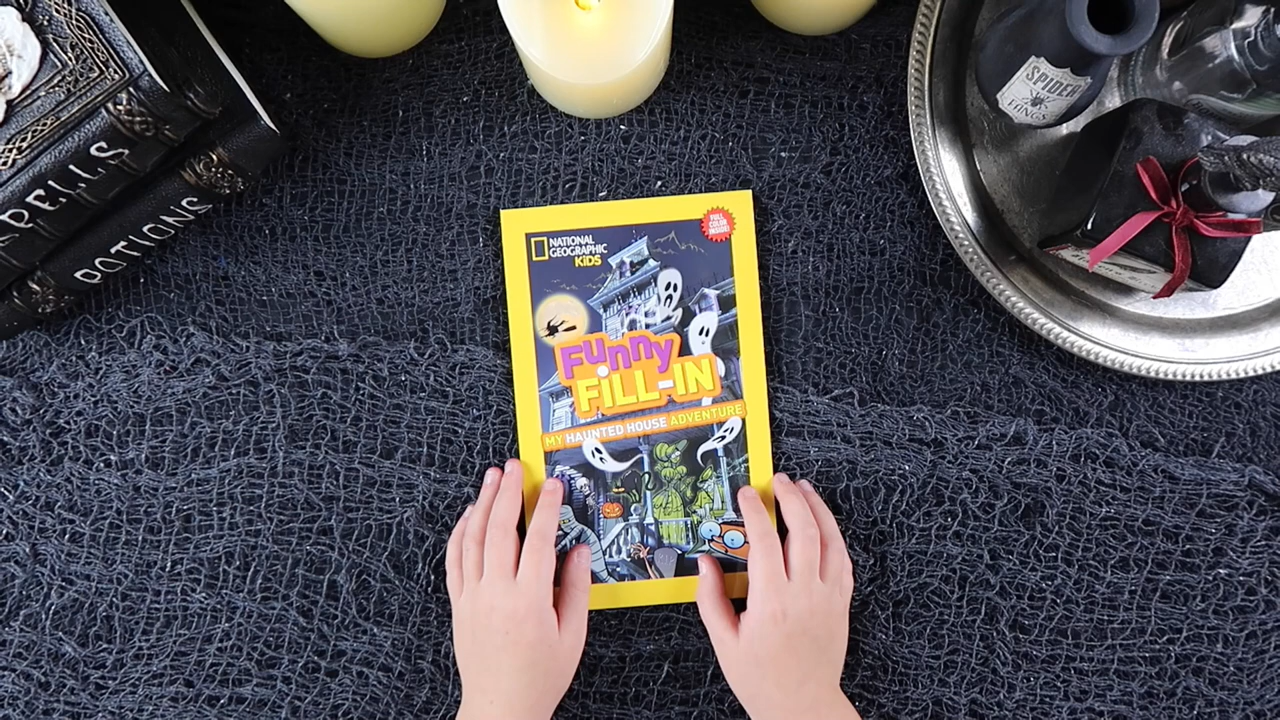 SPELLS
POTIONS
SPIDER
FANGS
NATIONAL
GEOGRAPHIC
KiDS
FULL
COLOR
INSIDE!
Funny
FiLL-iN
MY HAUNTED HOUSE ADVENTURE